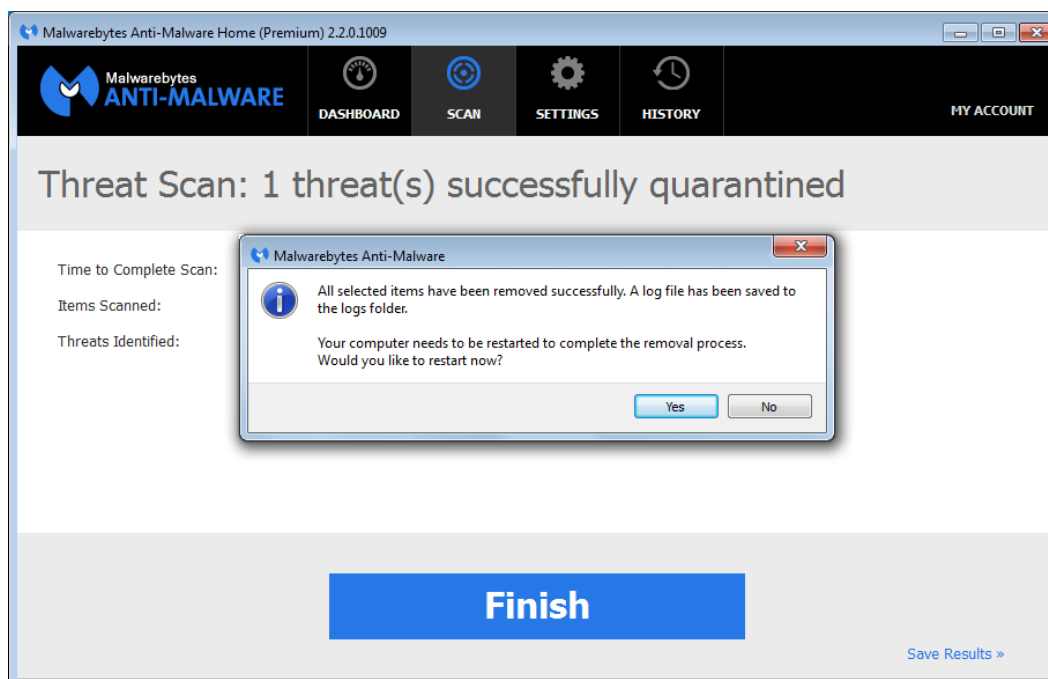 Malwarebytes Anti-Malware Home (Premium) 2.2.0.1009
Malwarebytes
ANTI-MALWARE
DASHBOARD
SCAN
SETTINGS
HISTORY
MY ACCOUNT
Threat Scan: 1 threat(s) successfully quarantined
Time to Complete Scan:
Items Scanned:
Threats Identified:
Malwarebytes Anti-Malware
All selected items have been removed successfully. A log file has been saved to
the logs folder.
Your computer needs to be restarted to complete the removal process.
Would you like to restart now?
Yes
No
Finish
Save Results »